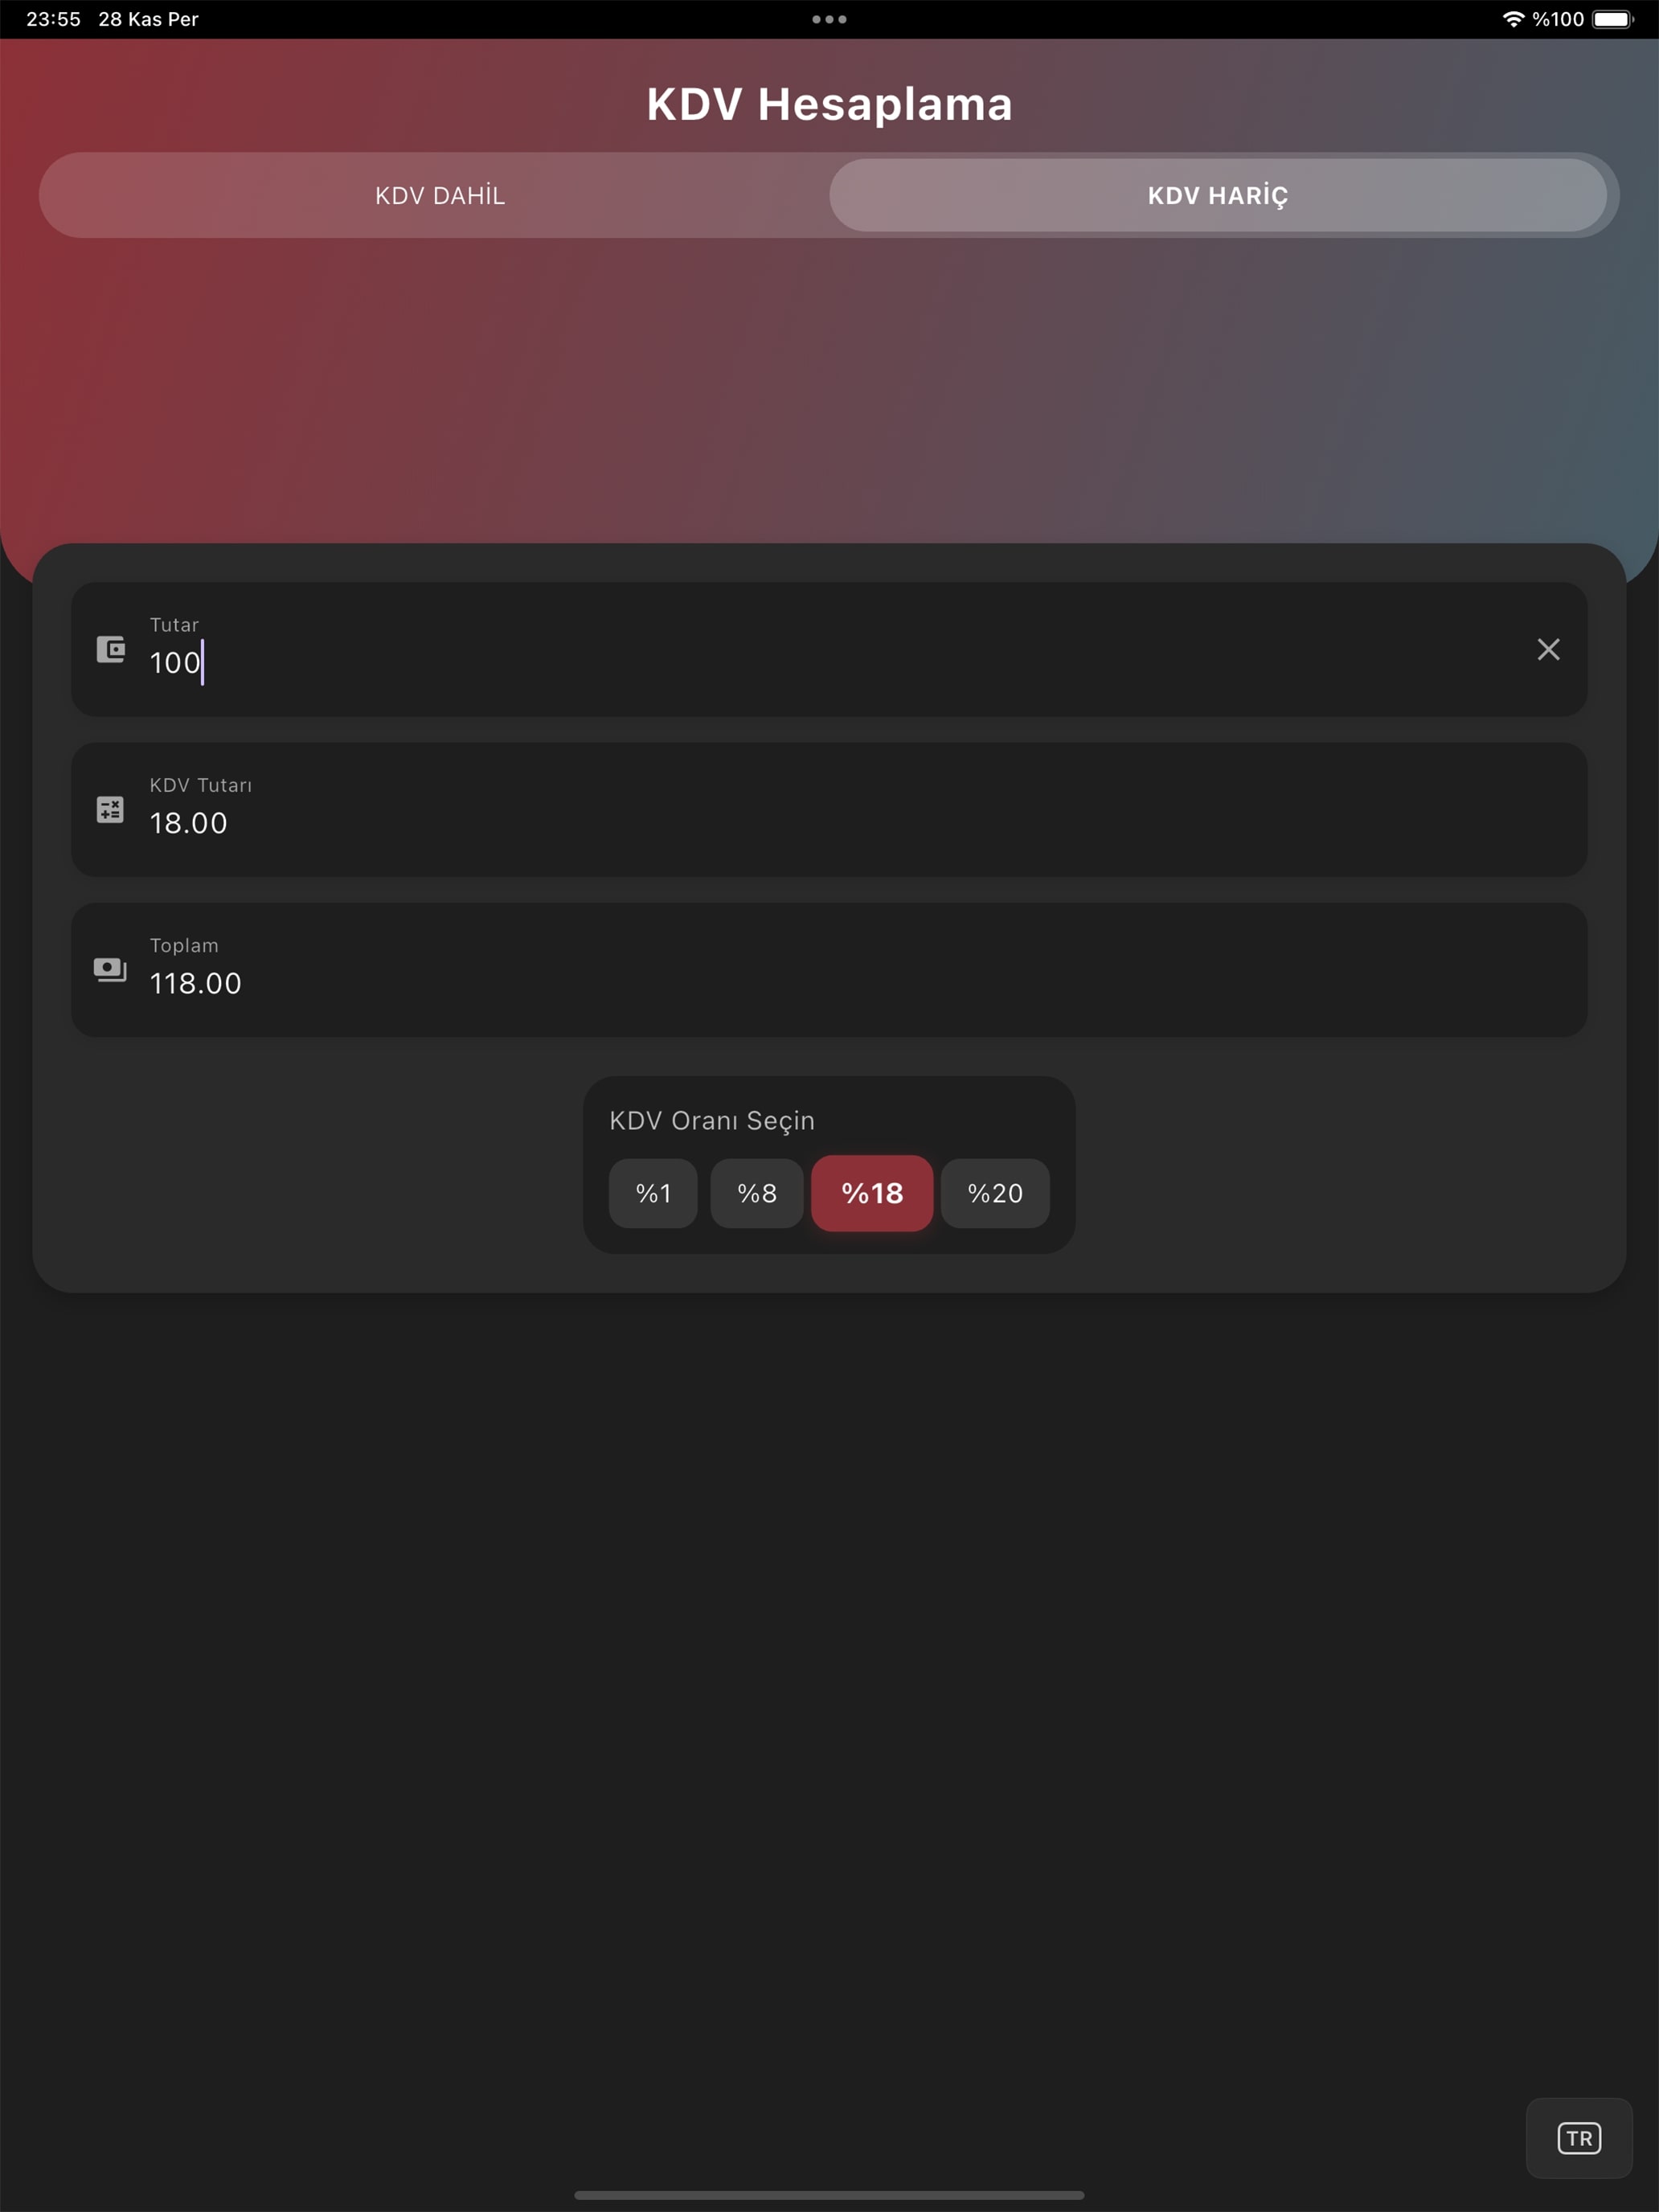 23:55 28 Kas Per
%100
KDV Hesaplama
KDV DAHİL
KDV HARİÇ
Tutar
100
KDV Tutarı
18.00
Toplam
118.00
KDV Oranı Seçin
%1 %8 %18 %20
TR